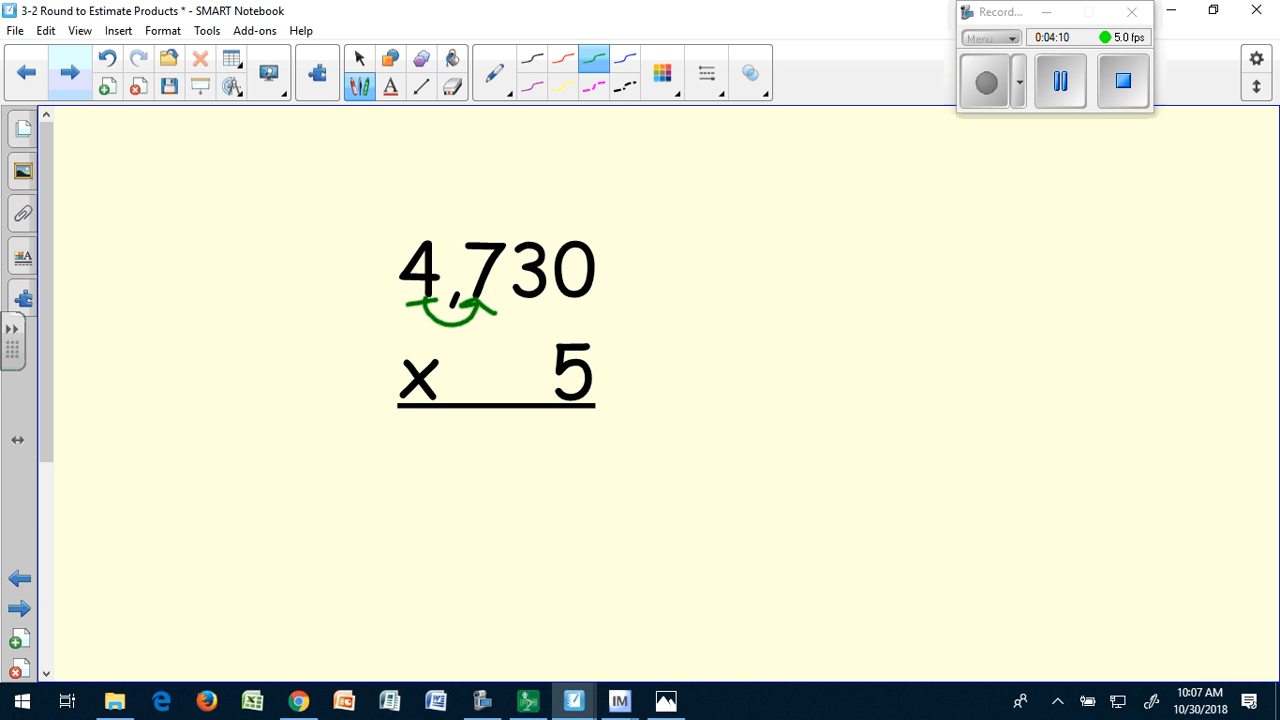 3-2 Round to Estimate Products * - SMART Notebook
File Edit View Insert Format Tools Add-ons Help
Record...
Menu 0:04:10 5.0 fps
4,730
x 5
10:07 AM
10/30/2018